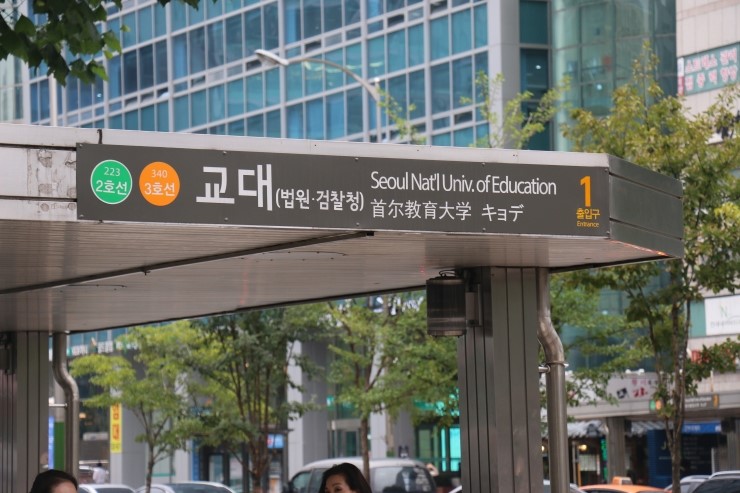 223
2호선
340
3호선
교대(법원·검찰청)
Seoul Nat'l Univ. of Education
首尔教育大学 キョデ
1
출입구
Entrance